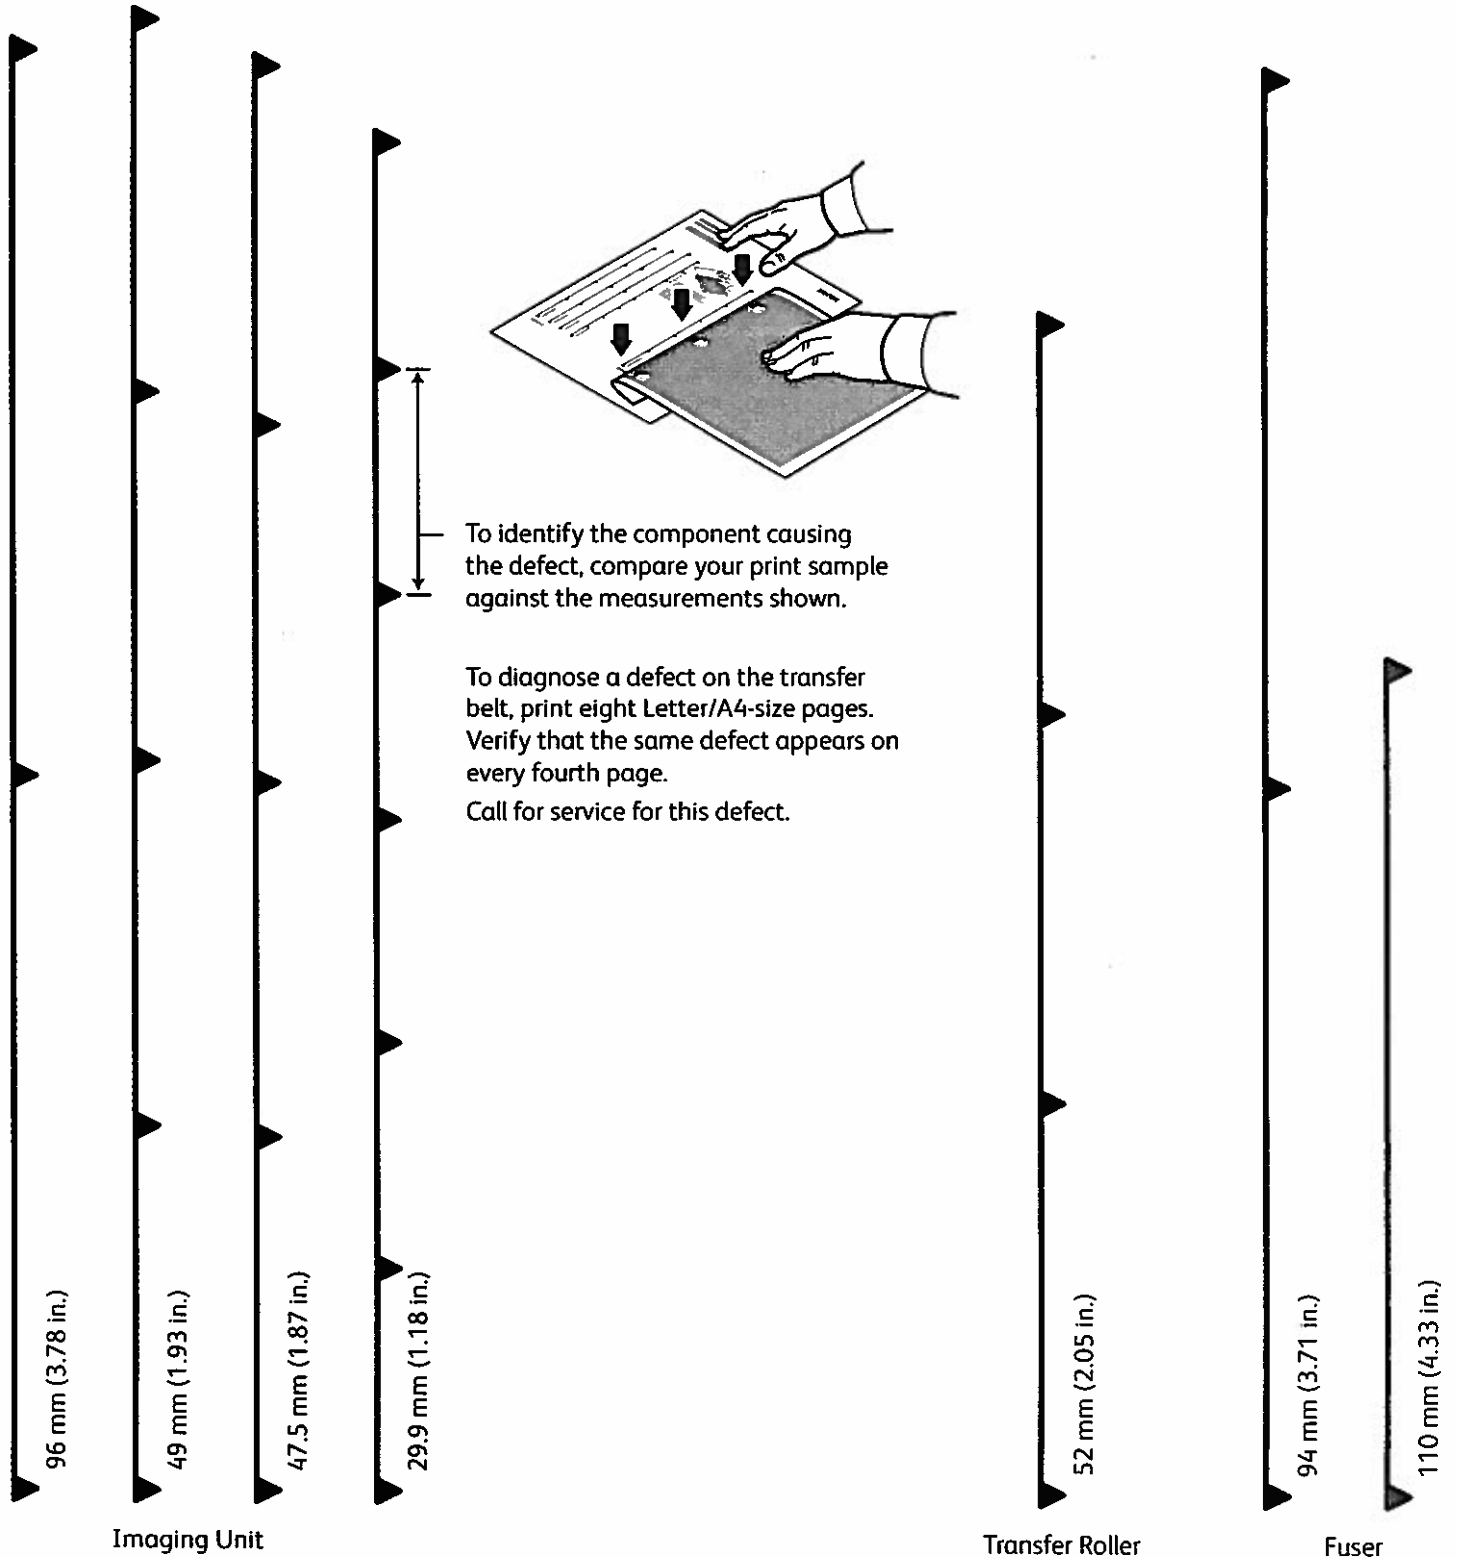 To identify the component causing
the defect, compare your print sample
against the measurements shown.
To diagnose a defect on the transfer
belt, print eight Letter/A4-size pages.
Verify that the same defect appears on
every fourth page.
Call for service for this defect.
96 mm (3.78 in.)
49 mm (1.93 in.)
47.5 mm (1.87 in.)
29.9 mm (1.18 in.)
52 mm (2.05 in.)
94 mm (3.71 in.)
110 mm (4.33 in.)
Imaging Unit
Transfer Roller
Fuser